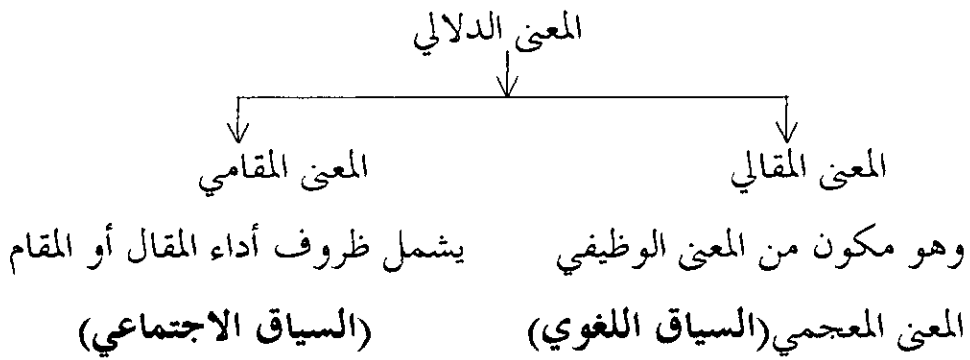 المعنى الدلالي
المعنى المقالي
المعنى المقامي
وهو مكون من المعنى الوظيفي
يشمل ظروف أداء المقال أو المقام
المعنى المعجمي(السياق اللغوي)
(السياق الاجتماعي)